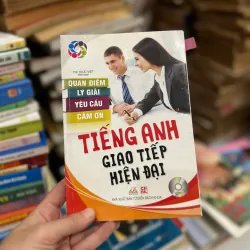 QUAN ĐIỂM
LÝ GIẢI
YÊU CẦU
CẢM ƠN
TIẾNG ANH
GIAO TIẾP
HIỆN ĐẠI